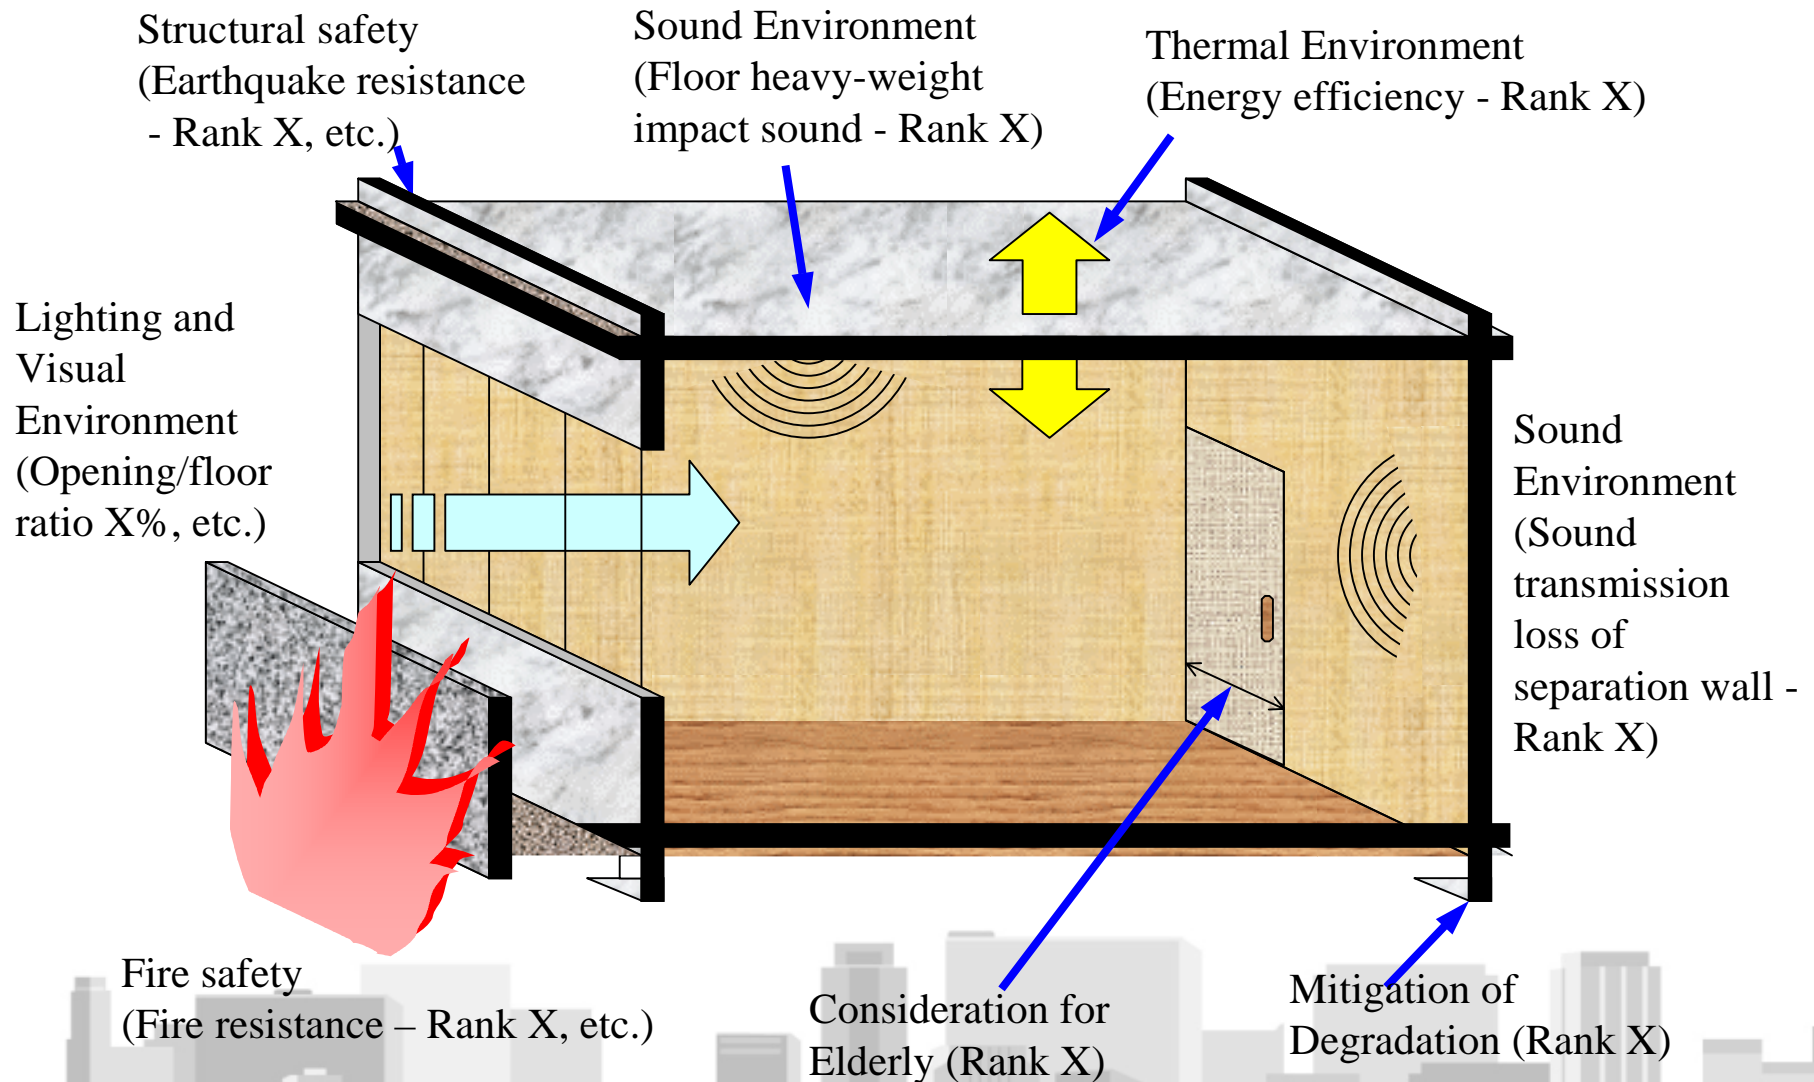 Structural safety
(Earthquake resistance
- Rank X, etc.)
Sound Environment
(Floor heavy-weight
impact sound - Rank X)
Thermal Environment
(Energy efficiency - Rank X)
Lighting and
Visual
Environment
(Opening/floor
ratio X%, etc.)
Sound
Environment
(Sound
transmission
loss of
separation wall -
Rank X)
Fire safety
(Fire resistance – Rank X, etc.)
Consideration for
Elderly (Rank X)
Mitigation of
Degradation (Rank X)